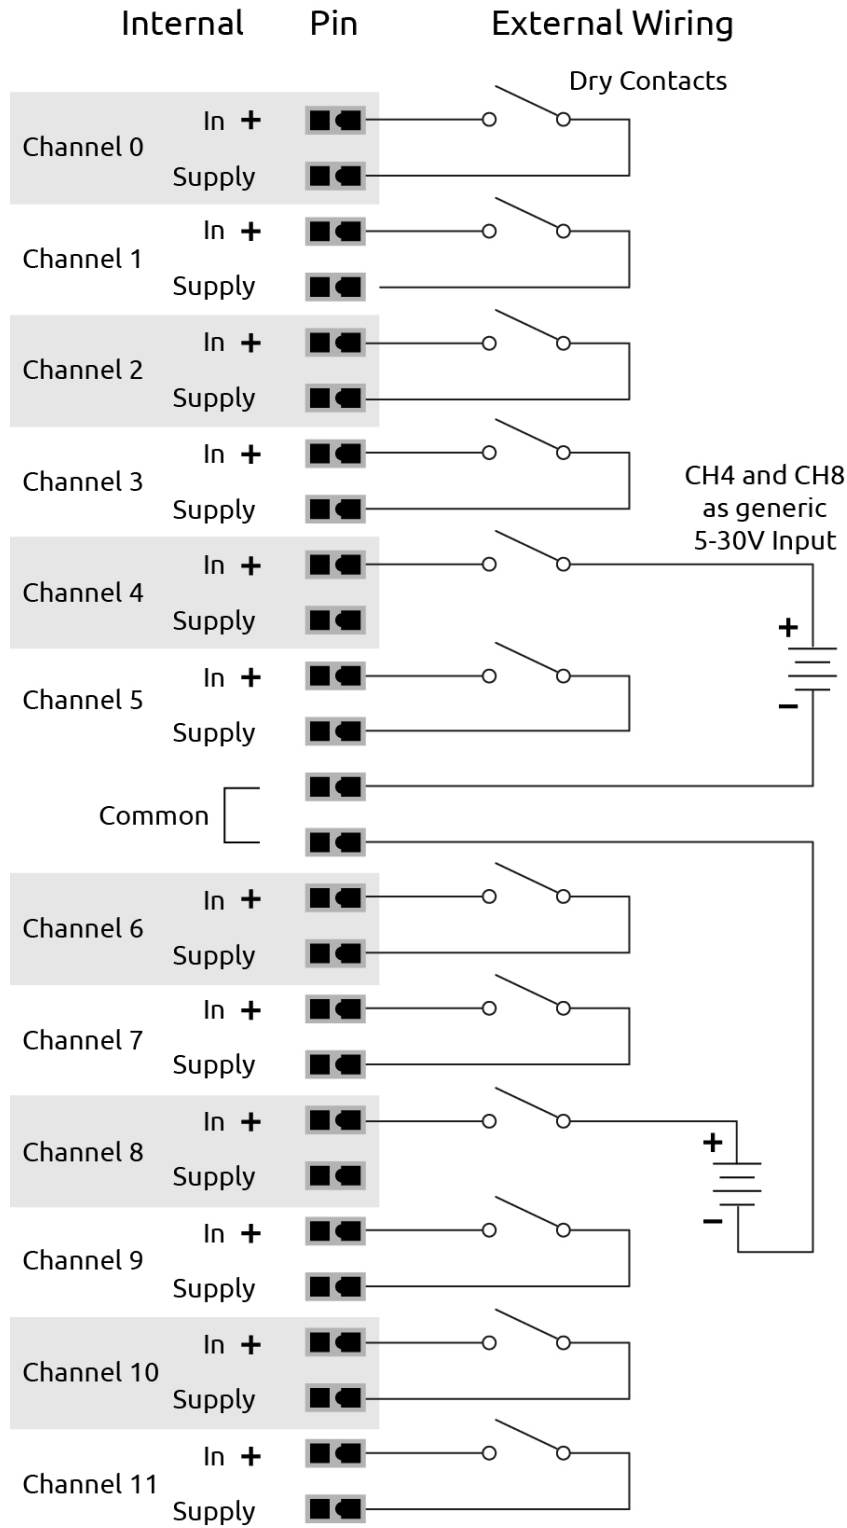 Internal Pin External Wiring
Dry Contacts
In +
Channel 0
Supply
In +
Channel 1
Supply
In +
Channel 2
Supply
In +
Channel 3
Supply
CH4 and CH8
as generic
5-30V Input
In +
Channel 4
Supply
+
In +
Channel 5
Supply
−
Common
In +
Channel 6
Supply
In +
Channel 7
Supply
In +
Channel 8
Supply
+
−
In +
Channel 9
Supply
In +
Channel 10
Supply
In +
Channel 11
Supply